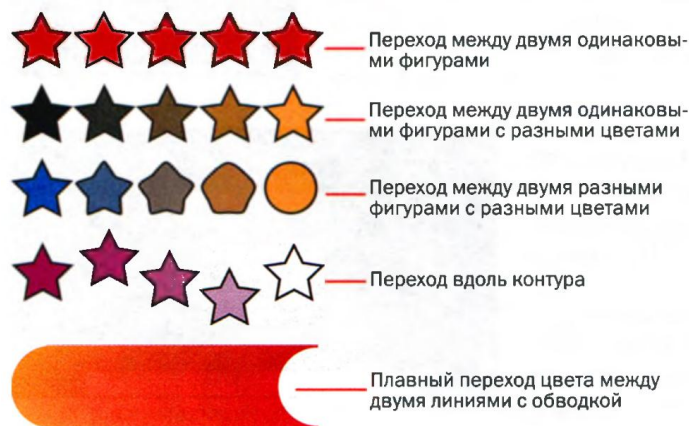 Переход между двумя одинаковы-
ми фигурами
Переход между двумя одинаковы-
ми фигурами с разными цветами
Переход между двумя разными
фигурами с разными цветами
Переход вдоль контура
Плавный переход цвета между
двумя линиями с обводкой